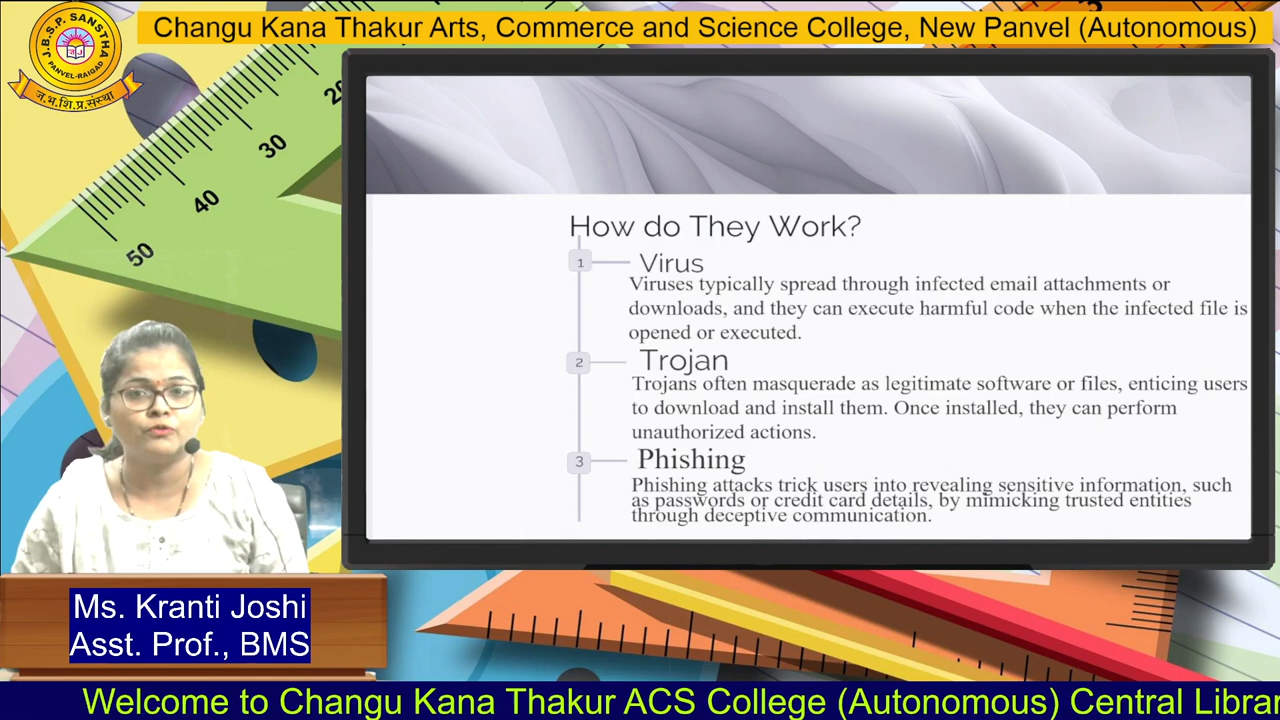 Changu Kana Thakur Arts, Commerce and Science College, New Panvel (Autonomous)
J.B.S.P. SANSTHA
PANVEL-RAIGAD
ज.भ.शि.प्र.संस्था
20
30
40
50
3
How do They Work?
1
Virus
Viruses typically spread through infected email attachments or
downloads, and they can execute harmful code when the infected file is
opened or executed.
2
Trojan
Trojans often masquerade as legitimate software or files, enticing users
to download and install them. Once installed, they can perform
unauthorized actions.
3
Phishing
Phishing attacks trick users into revealing sensitive information, such
as passwords or credit card details, by mimicking trusted entities
through deceptive communication.
Ms. Kranti Joshi
Asst. Prof., BMS
Welcome to Changu Kana Thakur ACS College (Autonomous) Central Librar